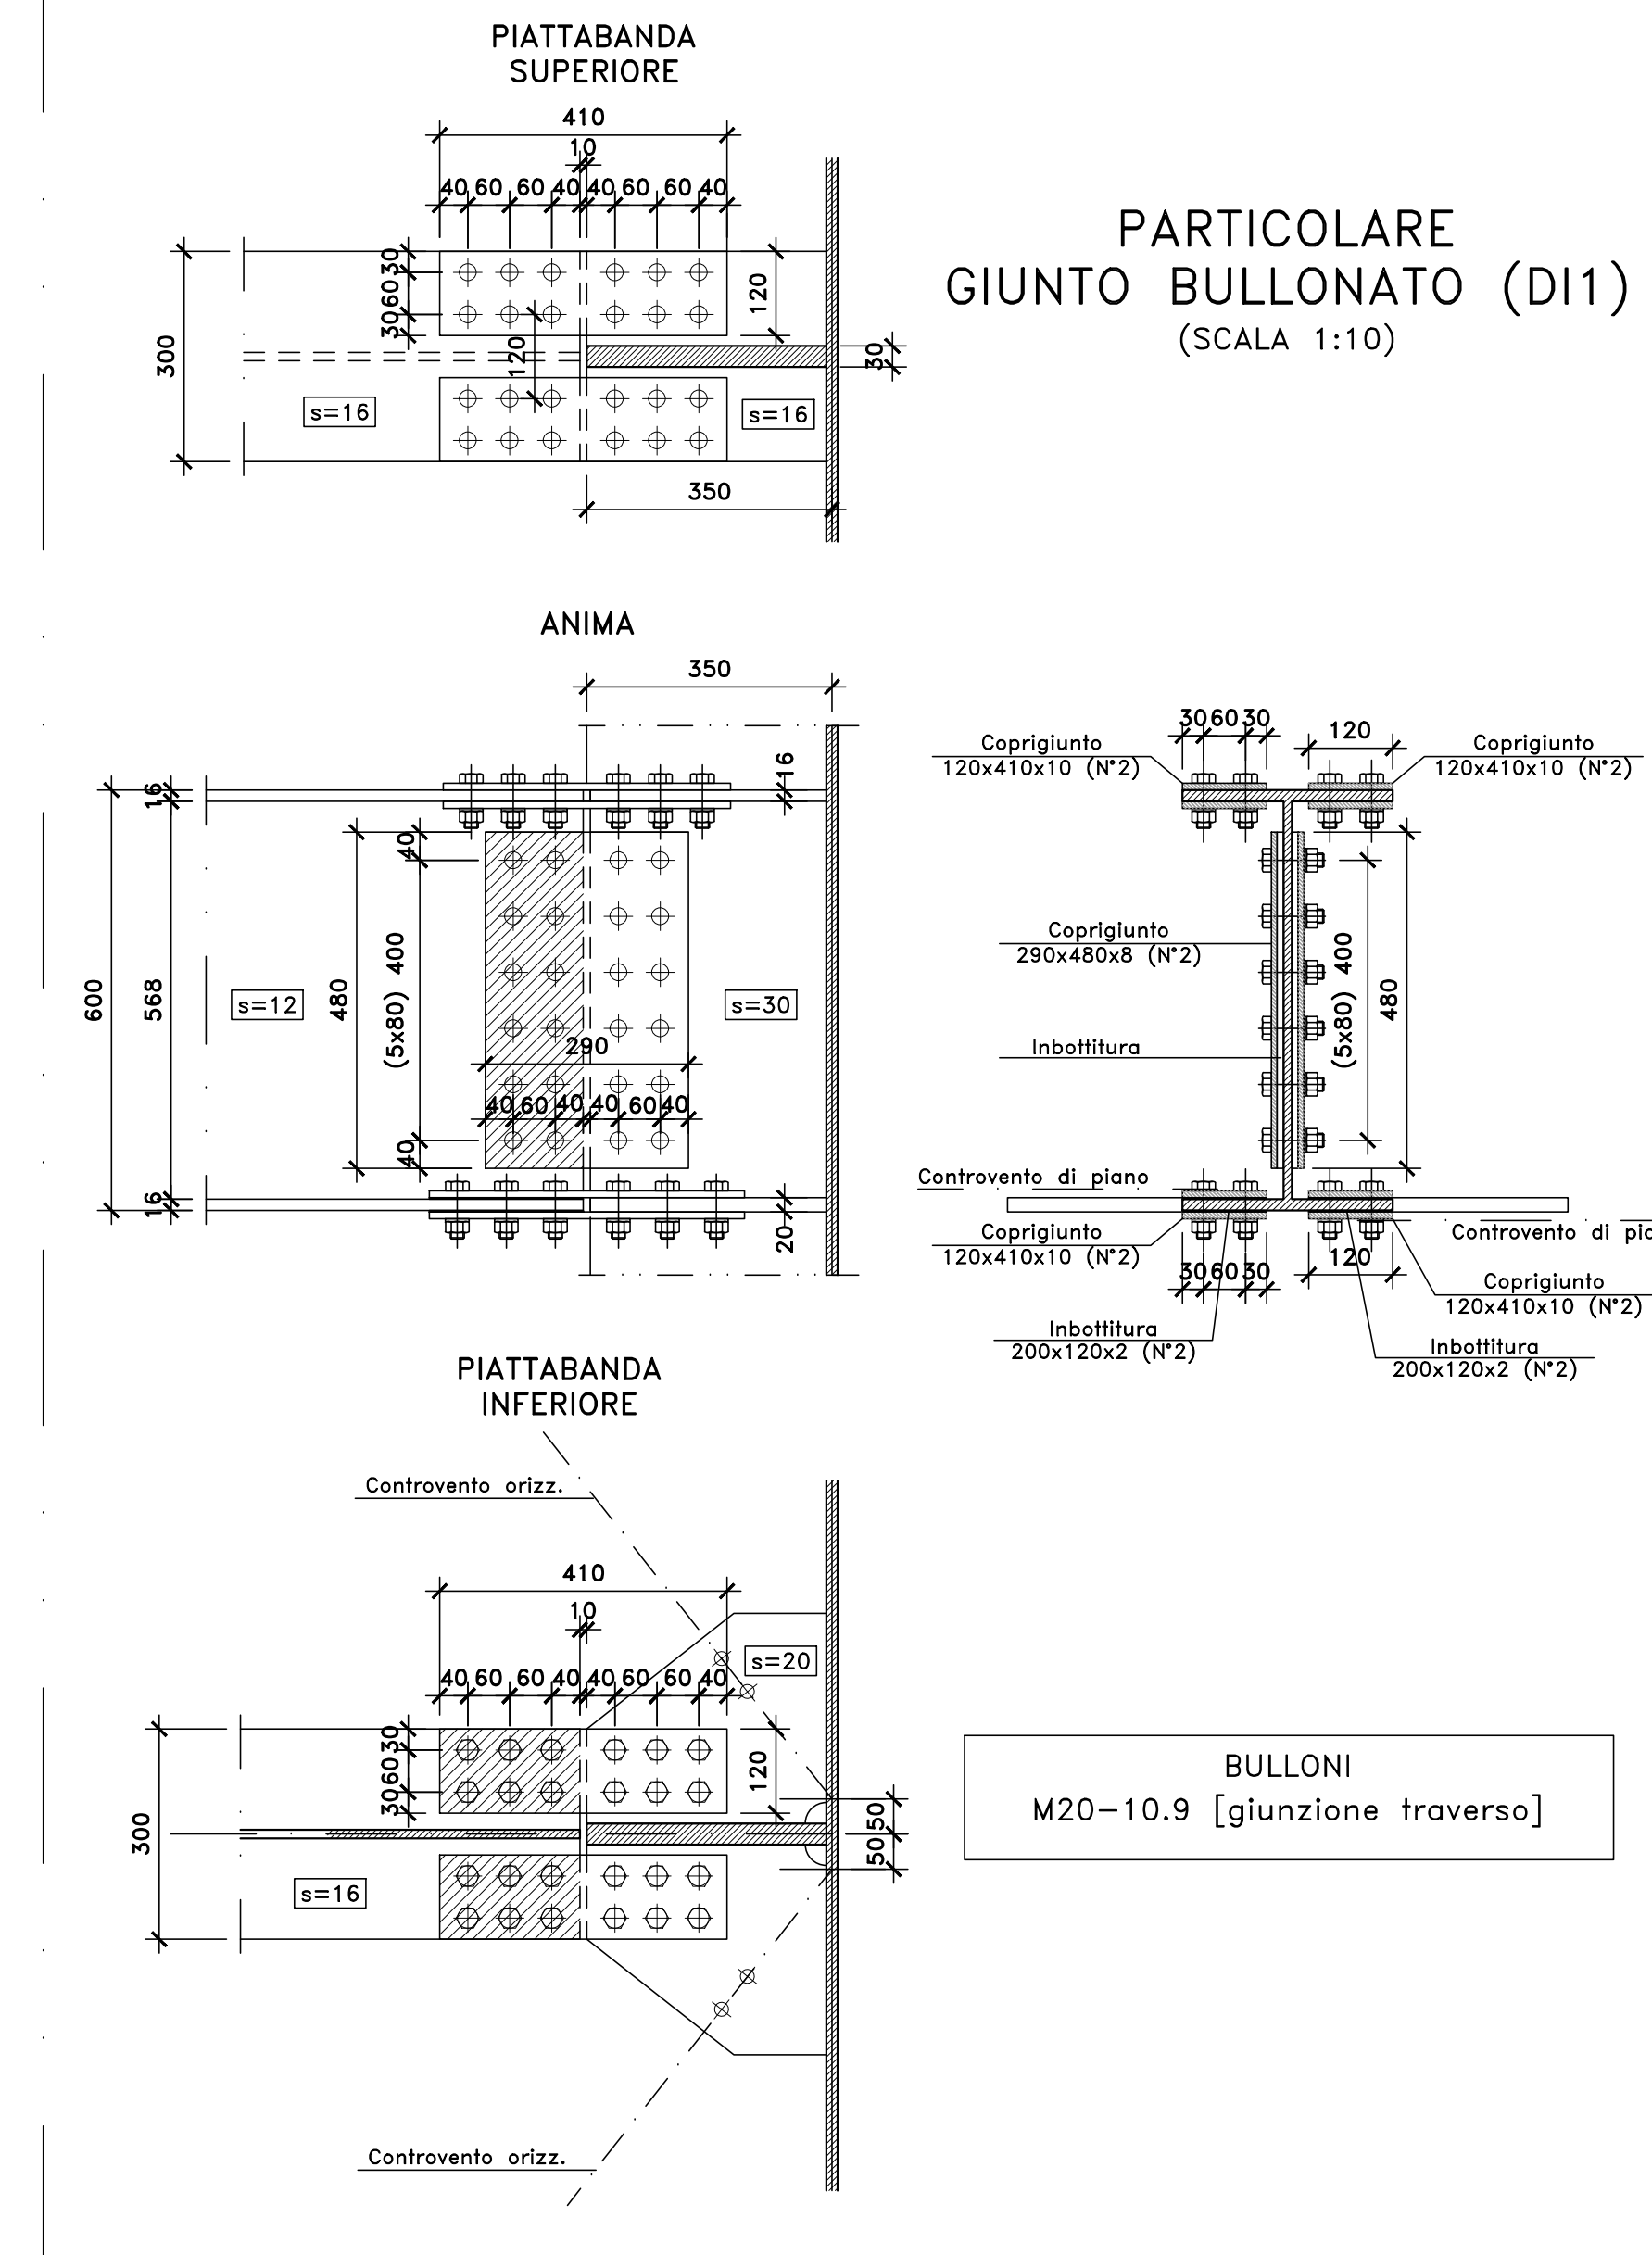 PIATTABANDA
SUPERIORE
410
10
40 60 60 40 40 60 60 40
30
60
30
120
120
300
30
s=16
s=16
350
PARTICOLARE
GIUNTO BULLONATO (DI1)
(SCALA 1:10)
ANIMA
350
16
16
40
600
568
480
(5x80) 400
s=12
s=30
290
40 60 40 40 60 40
40
16
20
30 60 30
120
Coprigiunto
120x410x10 (N°2)
Coprigiunto
120x410x10 (N°2)
Coprigiunto
290x480x8 (N°2)
(5x80) 400
480
Inbottitura
Controvento di piano
Coprigiunto
120x410x10 (N°2)
Controvento di pia
30 60 30
120
Coprigiunto
120x410x10 (N°2)
Inbottitura
200x120x2 (N°2)
Inbottitura
200x120x2 (N°2)
PIATTABANDA
INFERIORE
Controvento orizz.
410
10
s=20
40 60 60 40 40 60 60 40
30
60
30
120
300
50
50
s=16
Controvento orizz.
BULLONI
M20-10.9 [giunzione traverso]